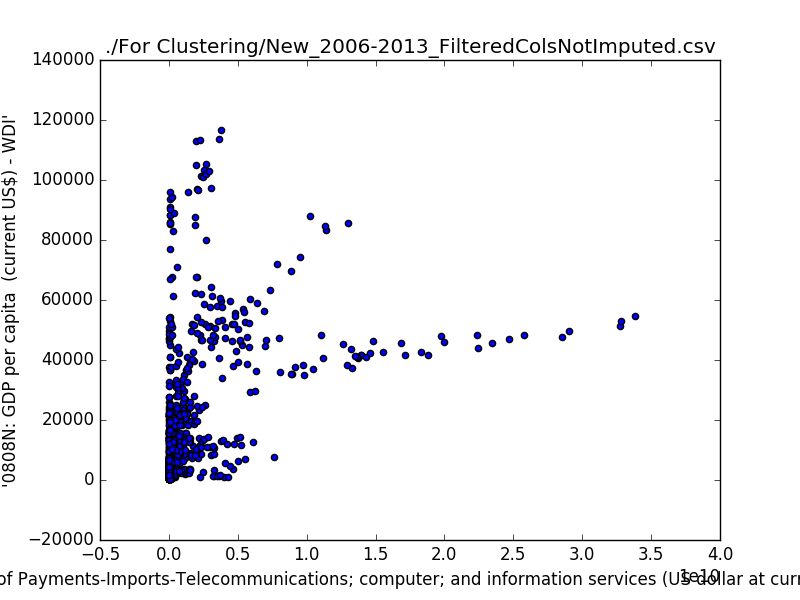 ./For Clustering/New_2006-2013_FilteredColsNotImputed.csv
140000
120000
100000
80000
60000
40000
20000
0
−20000
'0808N: GDP per capita  (current US$) - WDI'
−0.5 0.0 0.5 1.0 1.5 2.0 2.5 3.0 3.5 4.0
1e10
of Payments-Imports-Telecommunications; computer; and information services (US dollar at curr